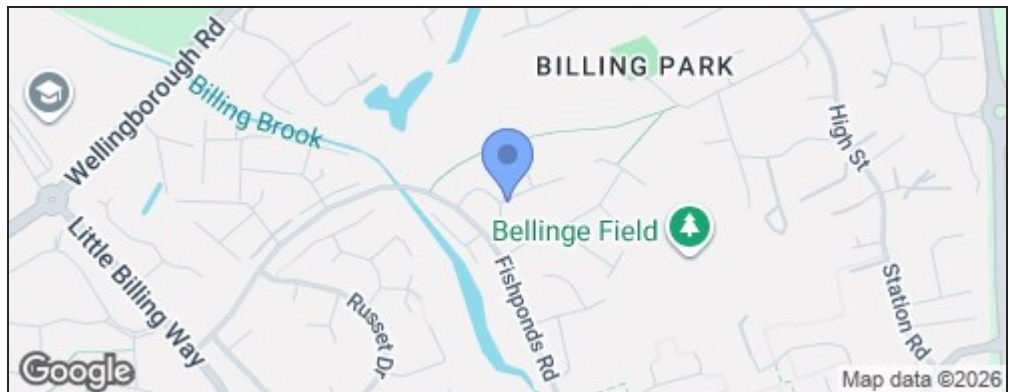 Wellingborough Rd
BILLING PARK
Billing Brook
High St
Bellinge Field
Little Billing Way
Fishponds Rd
Russet Dr
Station Rd
Google
Map data ©2026